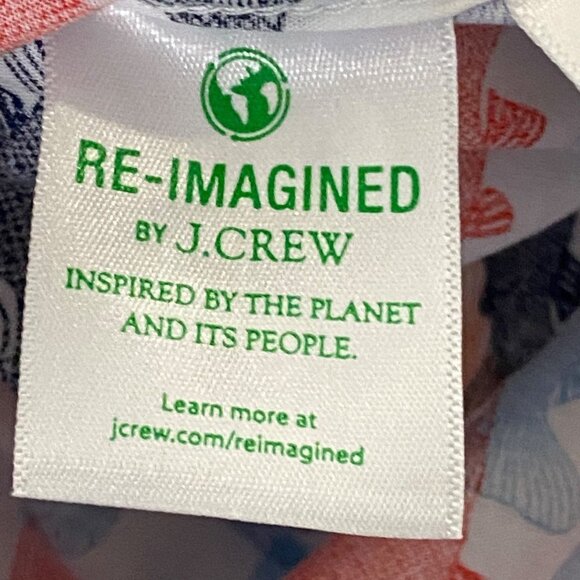 RE-IMAGINED
BY J.CREW
INSPIRED BY THE PLANET
AND ITS PEOPLE.
Learn more at
jcrew.com/reimagined